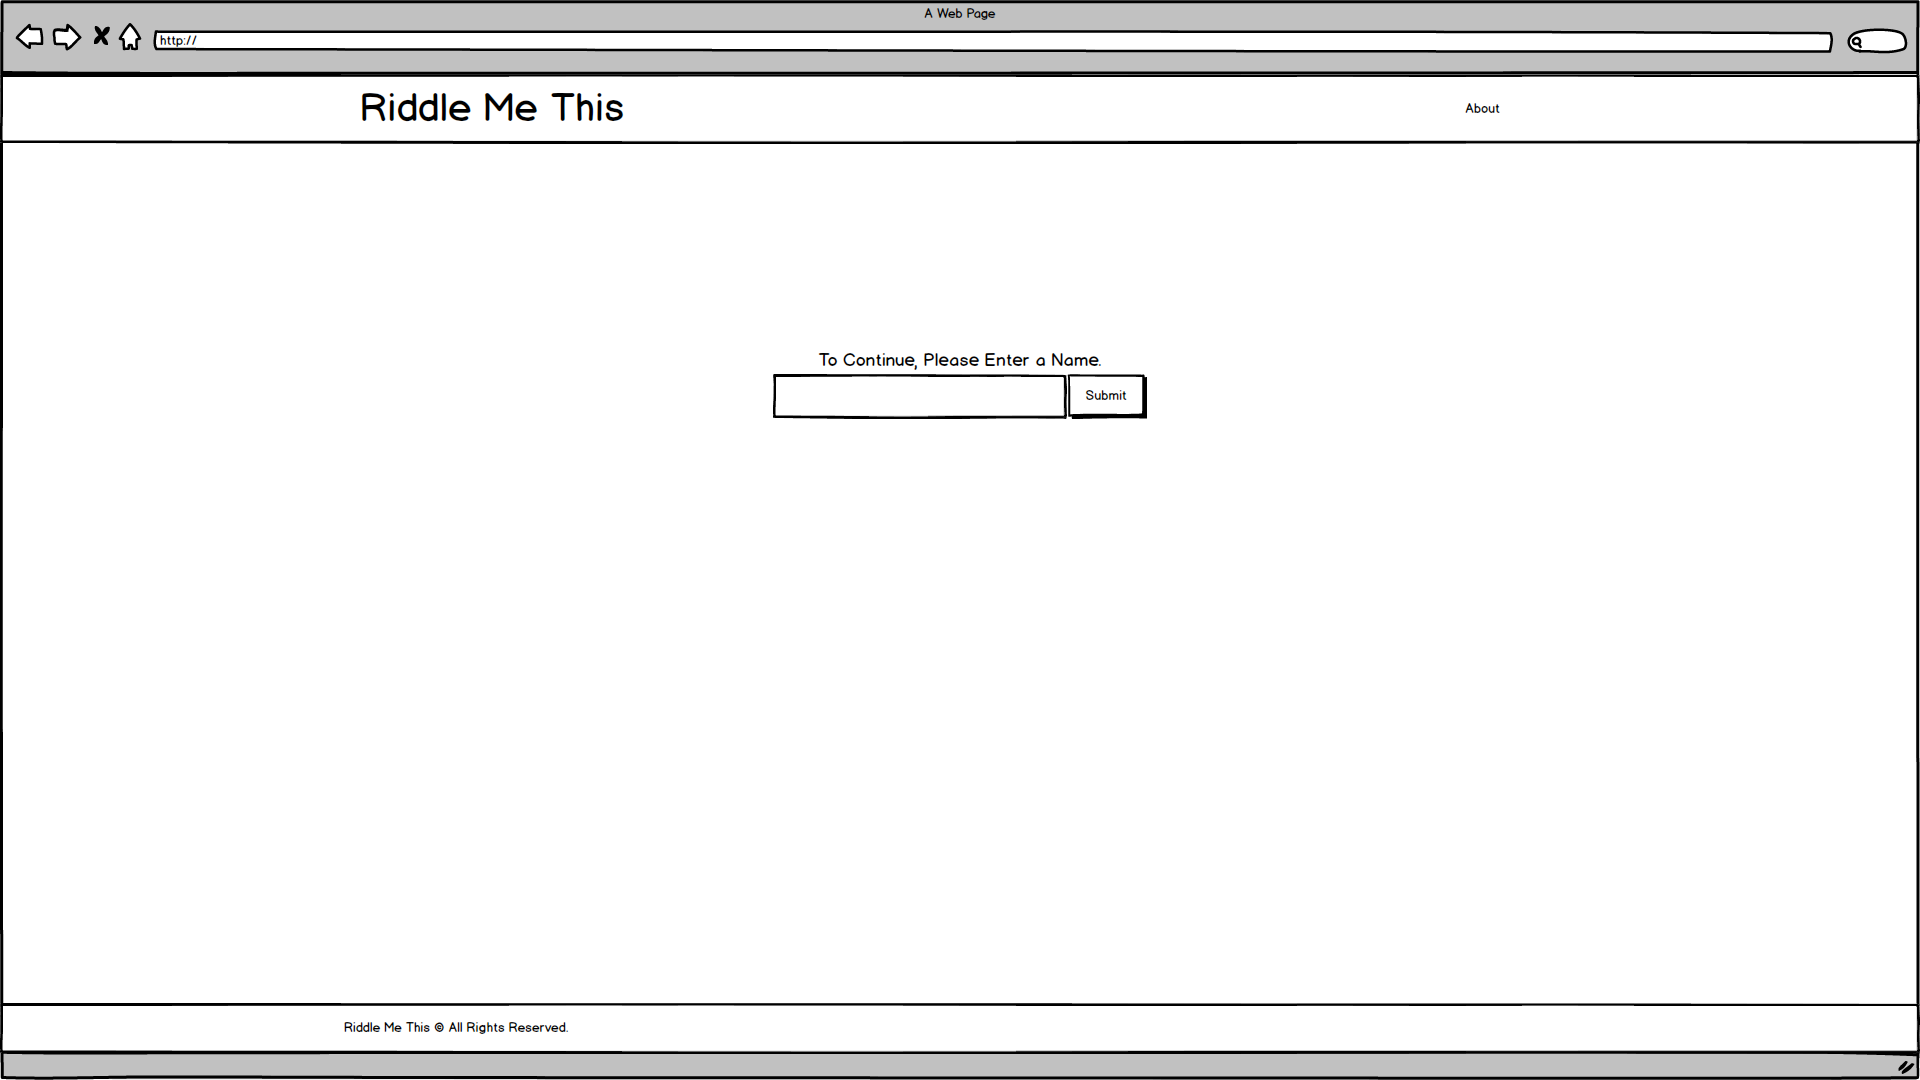 A Web Page
http://
Riddle Me This
About
To Continue, Please Enter a Name.
Submit
Riddle Me This © All Rights Reserved.